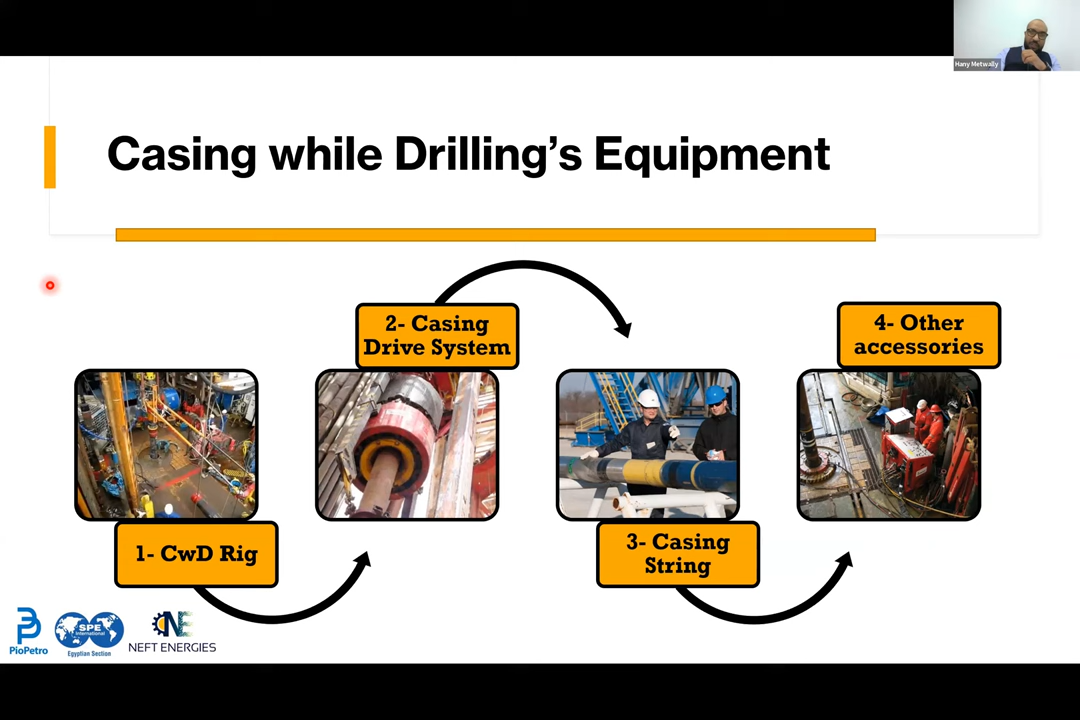 Hany Metwally
Casing while Drilling's Equipment
1- CwD Rig
2- Casing
Drive System
3- Casing
String
4- Other
accessories
PioPetro
SPE
International
Egyptian Section
NE
NEFT ENERGIES